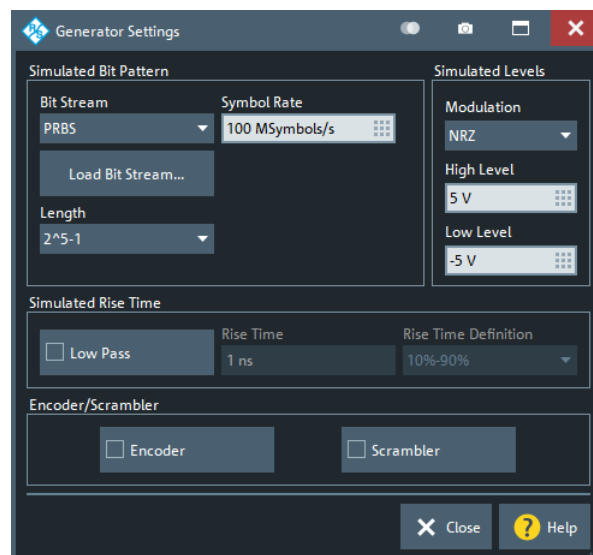 Generator Settings
Simulated Bit Pattern
Bit Stream
PRBS
Symbol Rate
100 MSymbols/s
Load Bit Stream...
Length
2^5-1
Simulated Levels
Modulation
NRZ
High Level
5 V
Low Level
-5 V
Simulated Rise Time
Low Pass
Rise Time
1 ns
Rise Time Definition
10%-90%
Encoder/Scrambler
Encoder
Scrambler
Close
? Help